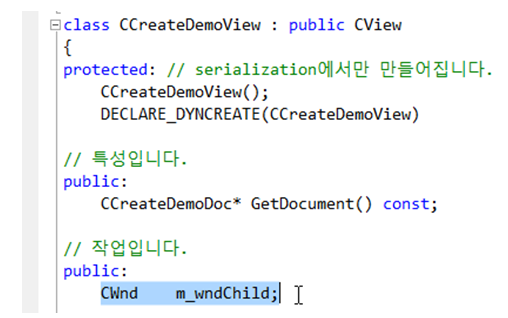 class CCreateDemoView : public CView
{
protected: // serialization에서만 만들어집니다.
    CCreateDemoView();
    DECLARE_DYNCREATE(CCreateDemoView)

// 특성입니다.
public:
    CCreateDemoDoc* GetDocument() const;

// 작업입니다.
public:
    CWnd    m_wndChild;